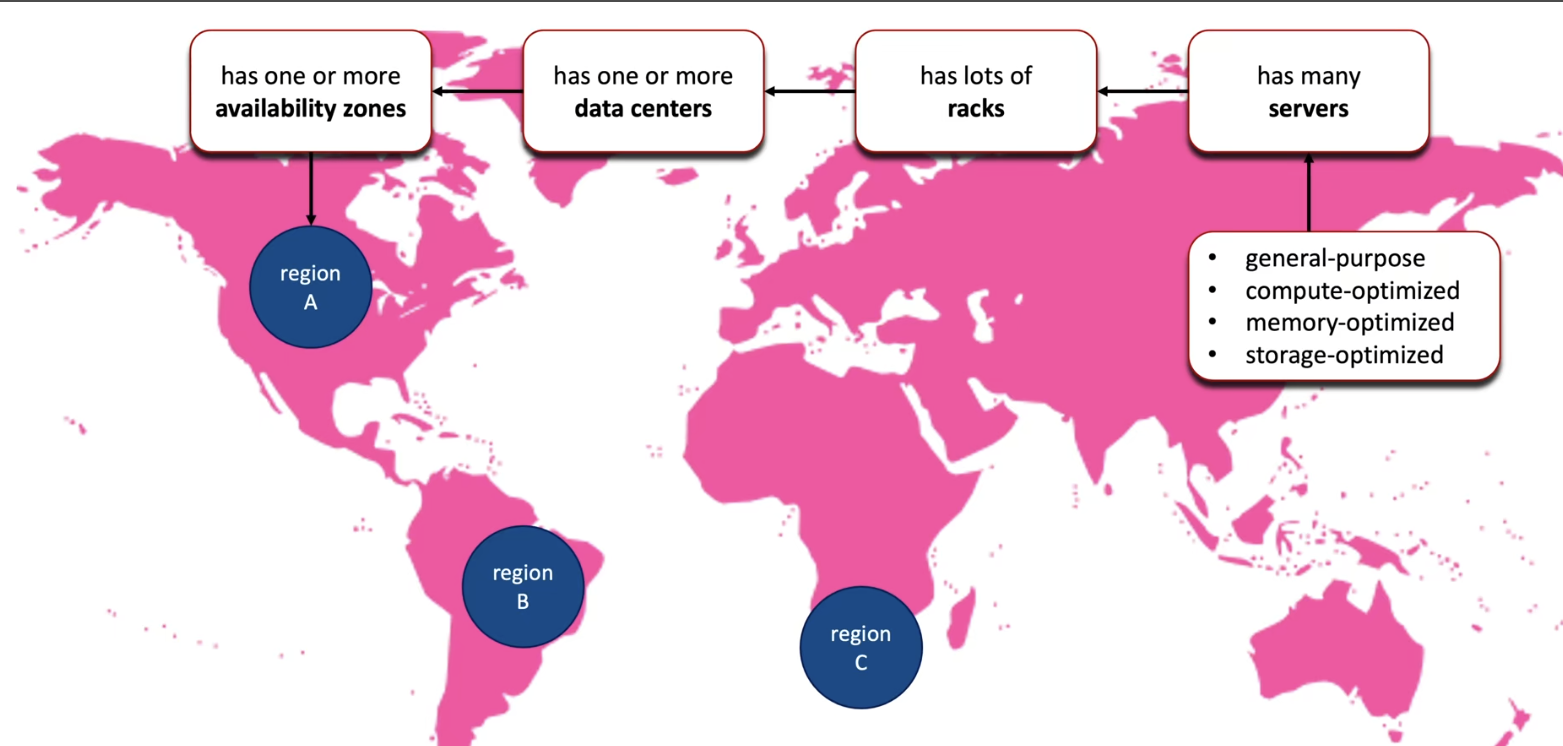 has one or more
availability zones
has one or more
data centers
has lots of
racks
has many
servers
• general-purpose
• compute-optimized
• memory-optimized
• storage-optimized
region
A
region
B
region
C